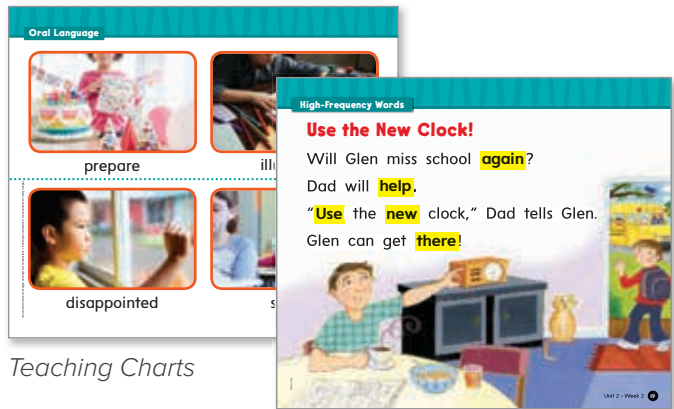 Oral Language
prepare
disappointed
High-Frequency Words
Use the New Clock!
Will Glen miss school again?
Dad will help.
“Use the new clock,” Dad tells Glen.
Glen can get there!
Unit 2 • Week 2 19
Teaching Charts